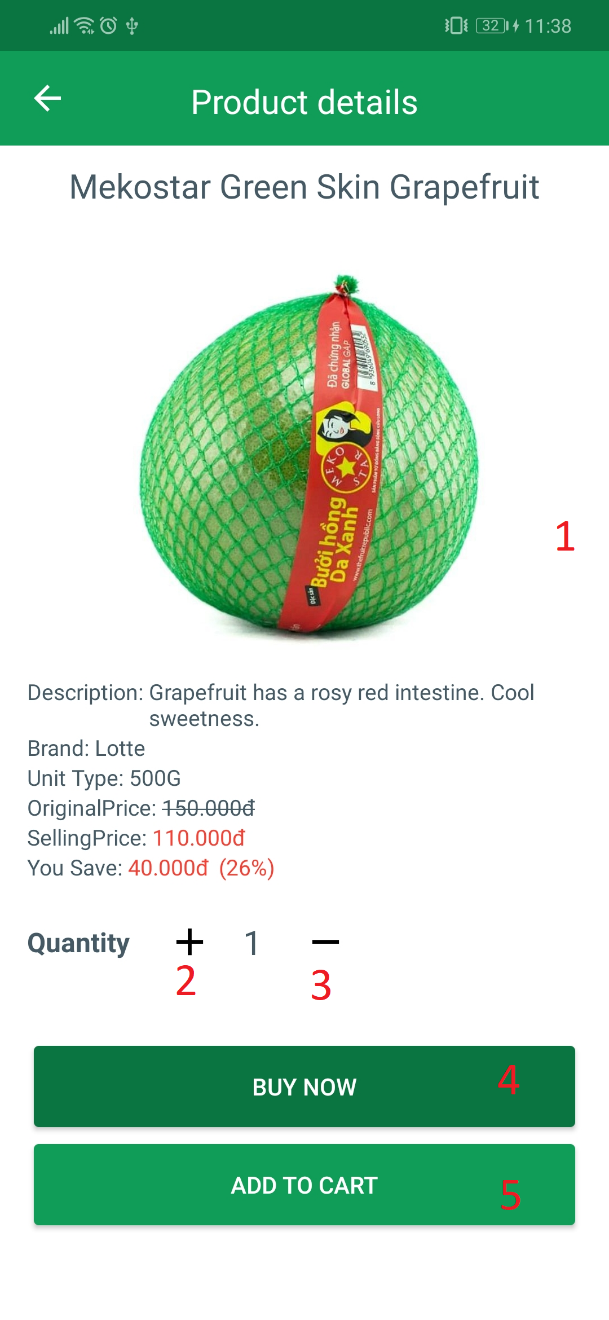 32 11:38
Product details
Mekostar Green Skin Grapefruit
Đã chứng nhận
GLOBAL GAP
MEKO STAR
Đặc sản
Bưởi hồng
Da Xanh
1
Description: Grapefruit has a rosy red intestine. Cool
sweetness.
Brand: Lotte
Unit Type: 500G
OriginalPrice: 150.000đ
SellingPrice: 110.000đ
You Save: 40.000đ (26%)
Quantity + 1 −
2 3
BUY NOW 4
ADD TO CART 5